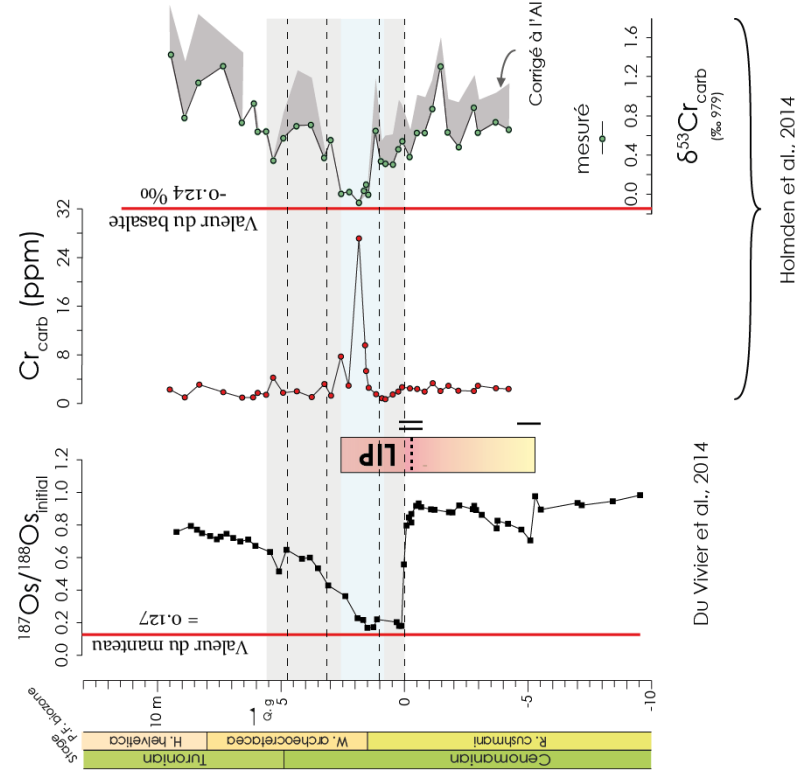 Corrigé à l'Al
mesuré
1.6
1.2
0.8
0.4
0.0
δ⁵³Cr_carb
(‰ 979)
Valeur du basalte
-0.124 ‰
32
24
16
8
0
Cr_carb (ppm)
Holmden et al., 2014
LIP
I
II
1.2
1.0
0.8
0.6
0.4
0.2
0.0
¹⁸⁷Os/¹⁸⁸Os_initial
Valeur du manteau
= 0.127
Du Vivier et al., 2014
10 m
5
0
-5
-10
Q. g
P.F. biozone
Stage
H. helvetica
W. archeocretacea
R. cushmani
Turonian
Cenomanian